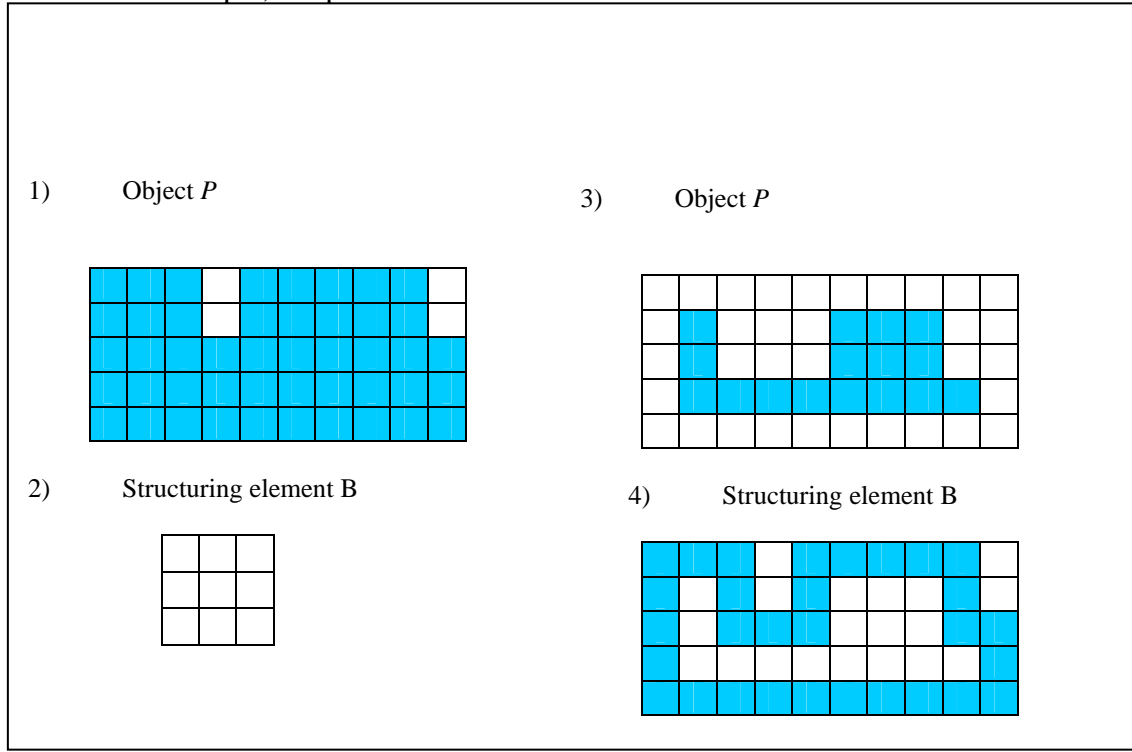 1) Object P
3) Object P
2) Structuring element B
4) Structuring element B